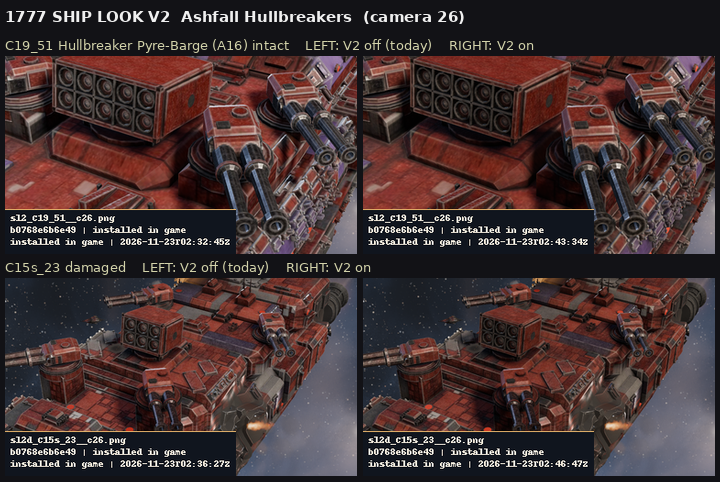 1777 SHIP LOOK V2  Ashfall Hullbreakers  (camera 26)
C19_51 Hullbreaker Pyre-Barge (A16) intact    LEFT: V2 off (today)    RIGHT: V2 on
sl2_C19_51__c26.png
b0768e6b6e49 | installed in game
installed in game | 2026-11-23T02:32:45Z
sl2_C19_51__c26.png
b0768e6b6e49 | installed in game
installed in game | 2026-11-23T02:43:34Z
C15s_23 damaged    LEFT: V2 off (today)    RIGHT: V2 on
sl2d_C15s_23__c26.png
b0768e6b6e49 | installed in game
installed in game | 2026-11-23T02:36:27Z
sl2d_C15s_23__c26.png
b0768e6b6e49 | installed in game
installed in game | 2026-11-23T02:46:47Z